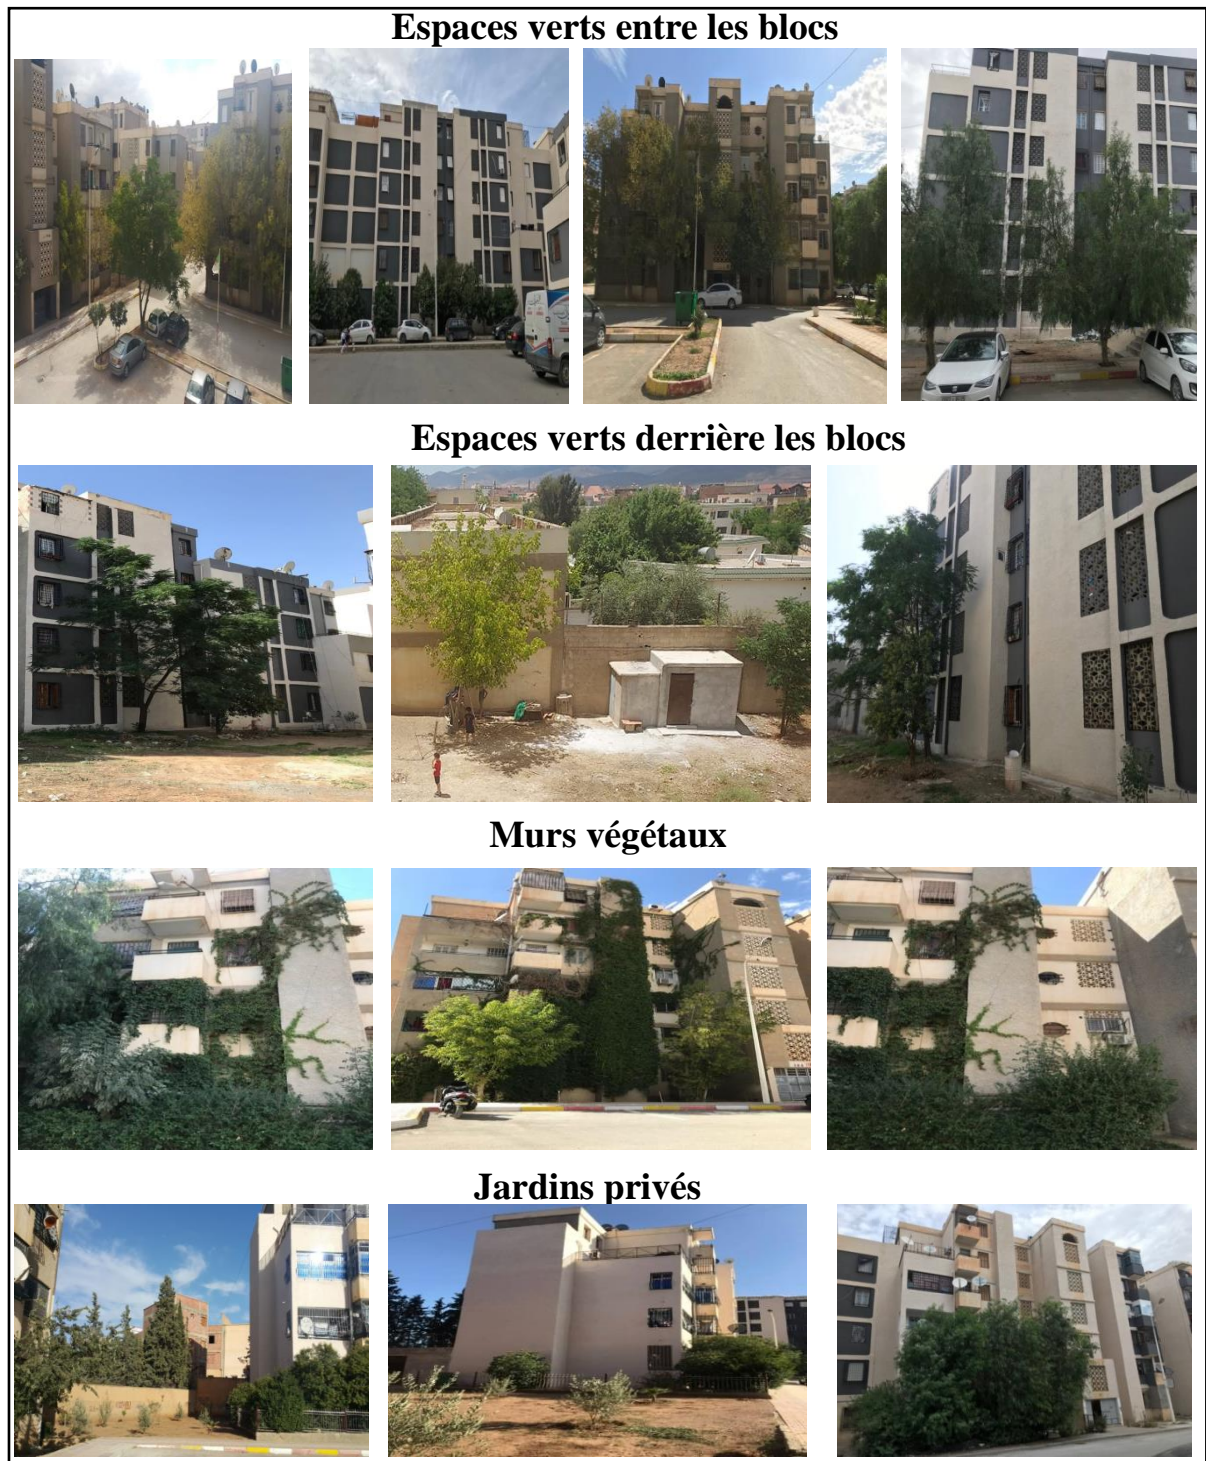 Espaces verts entre les blocs
Espaces verts derrière les blocs
Murs végétaux
Jardins privés